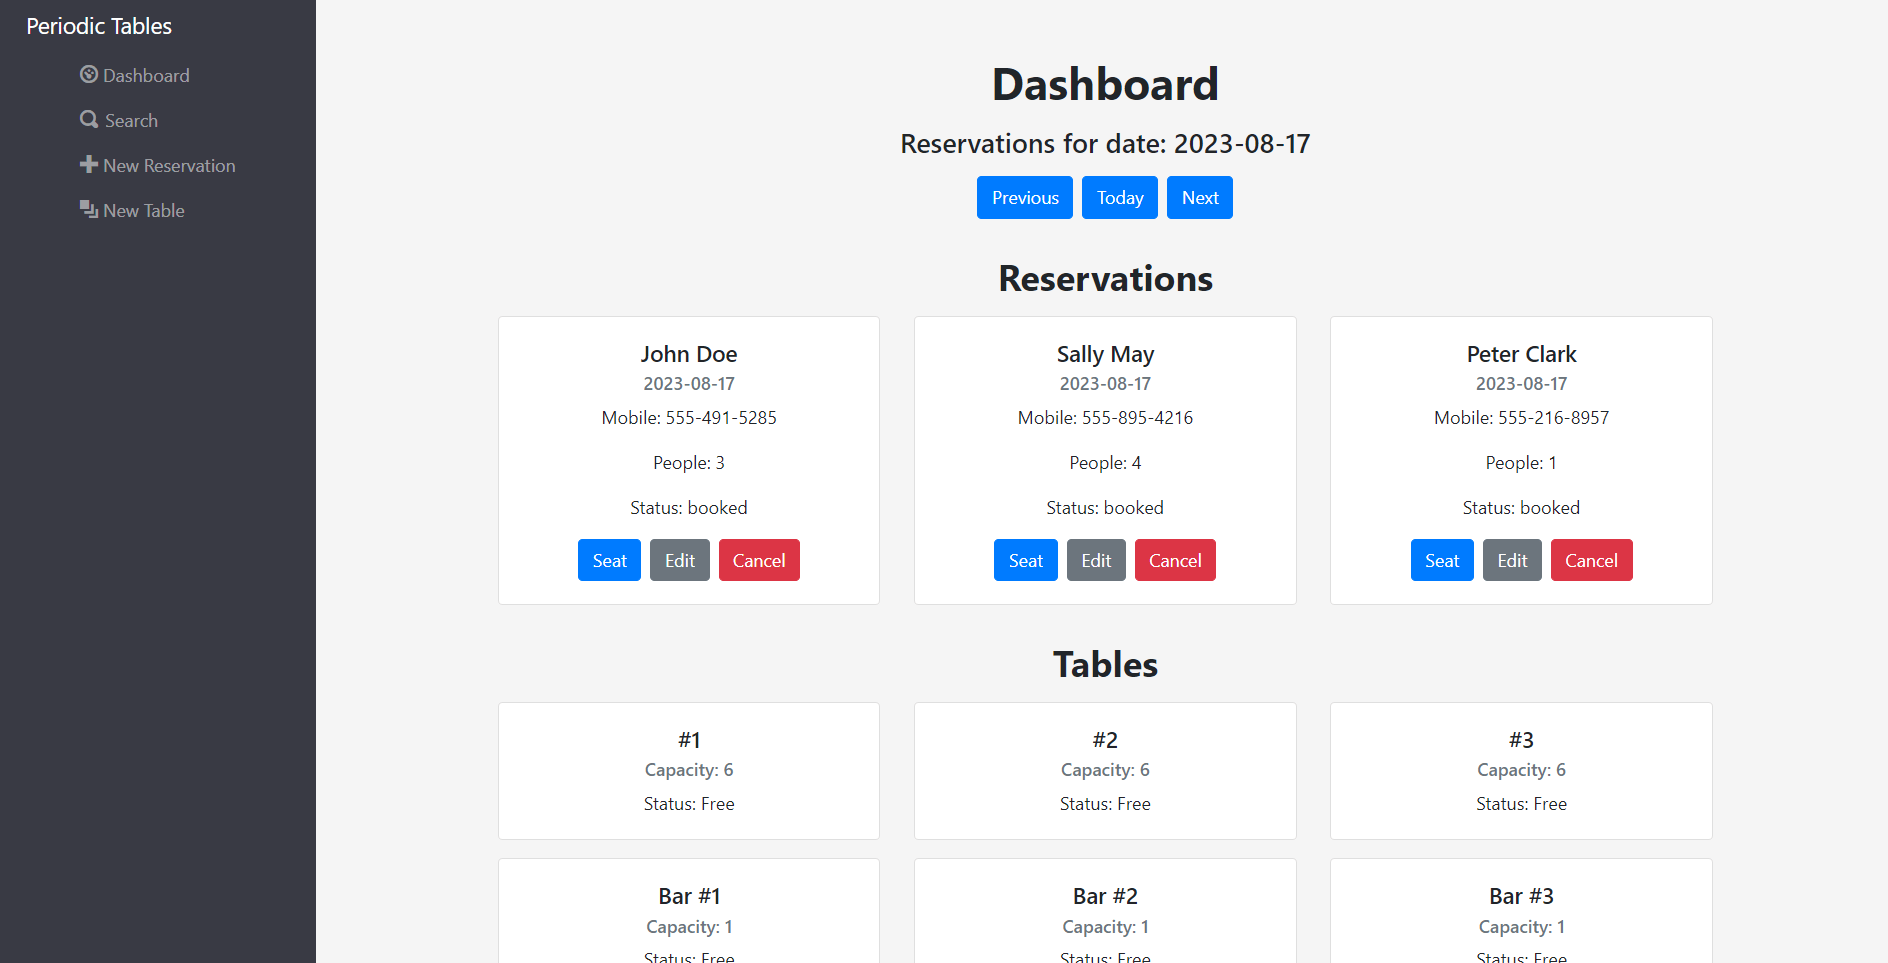 Periodic Tables
Dashboard
Search
New Reservation
New Table
Dashboard
Reservations for date: 2023-08-17
Previous Today Next
Reservations
John Doe
2023-08-17
Mobile: 555-491-5285
People: 3
Status: booked
Seat Edit Cancel
Sally May
2023-08-17
Mobile: 555-895-4216
People: 4
Status: booked
Seat Edit Cancel
Peter Clark
2023-08-17
Mobile: 555-216-8957
People: 1
Status: booked
Seat Edit Cancel
Tables
#1
Capacity: 6
Status: Free
#2
Capacity: 6
Status: Free
#3
Capacity: 6
Status: Free
Bar #1
Capacity: 1
Status: Free
Bar #2
Capacity: 1
Status: Free
Bar #3
Capacity: 1
Status: Free